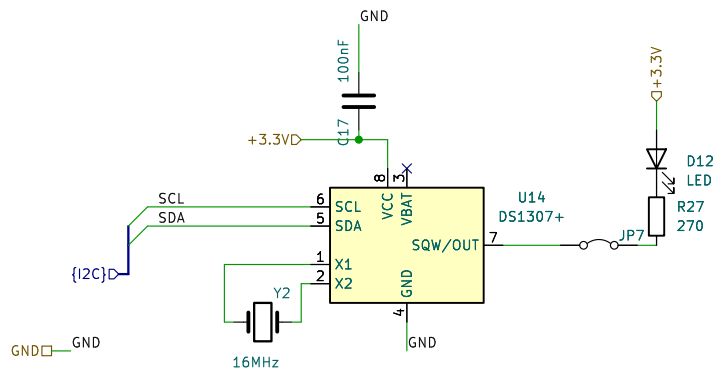 GND
100nF
C17
+3.3V
+3.3V
D12
LED
R27
270
JP7
U14
DS1307+
8
3
VCC
VBAT
SCL
6
SCL
SDA
5
SDA
SQW/OUT
7
{I2C}
1
X1
2
X2
GND
4
GND
Y2
16MHz
GND
GND